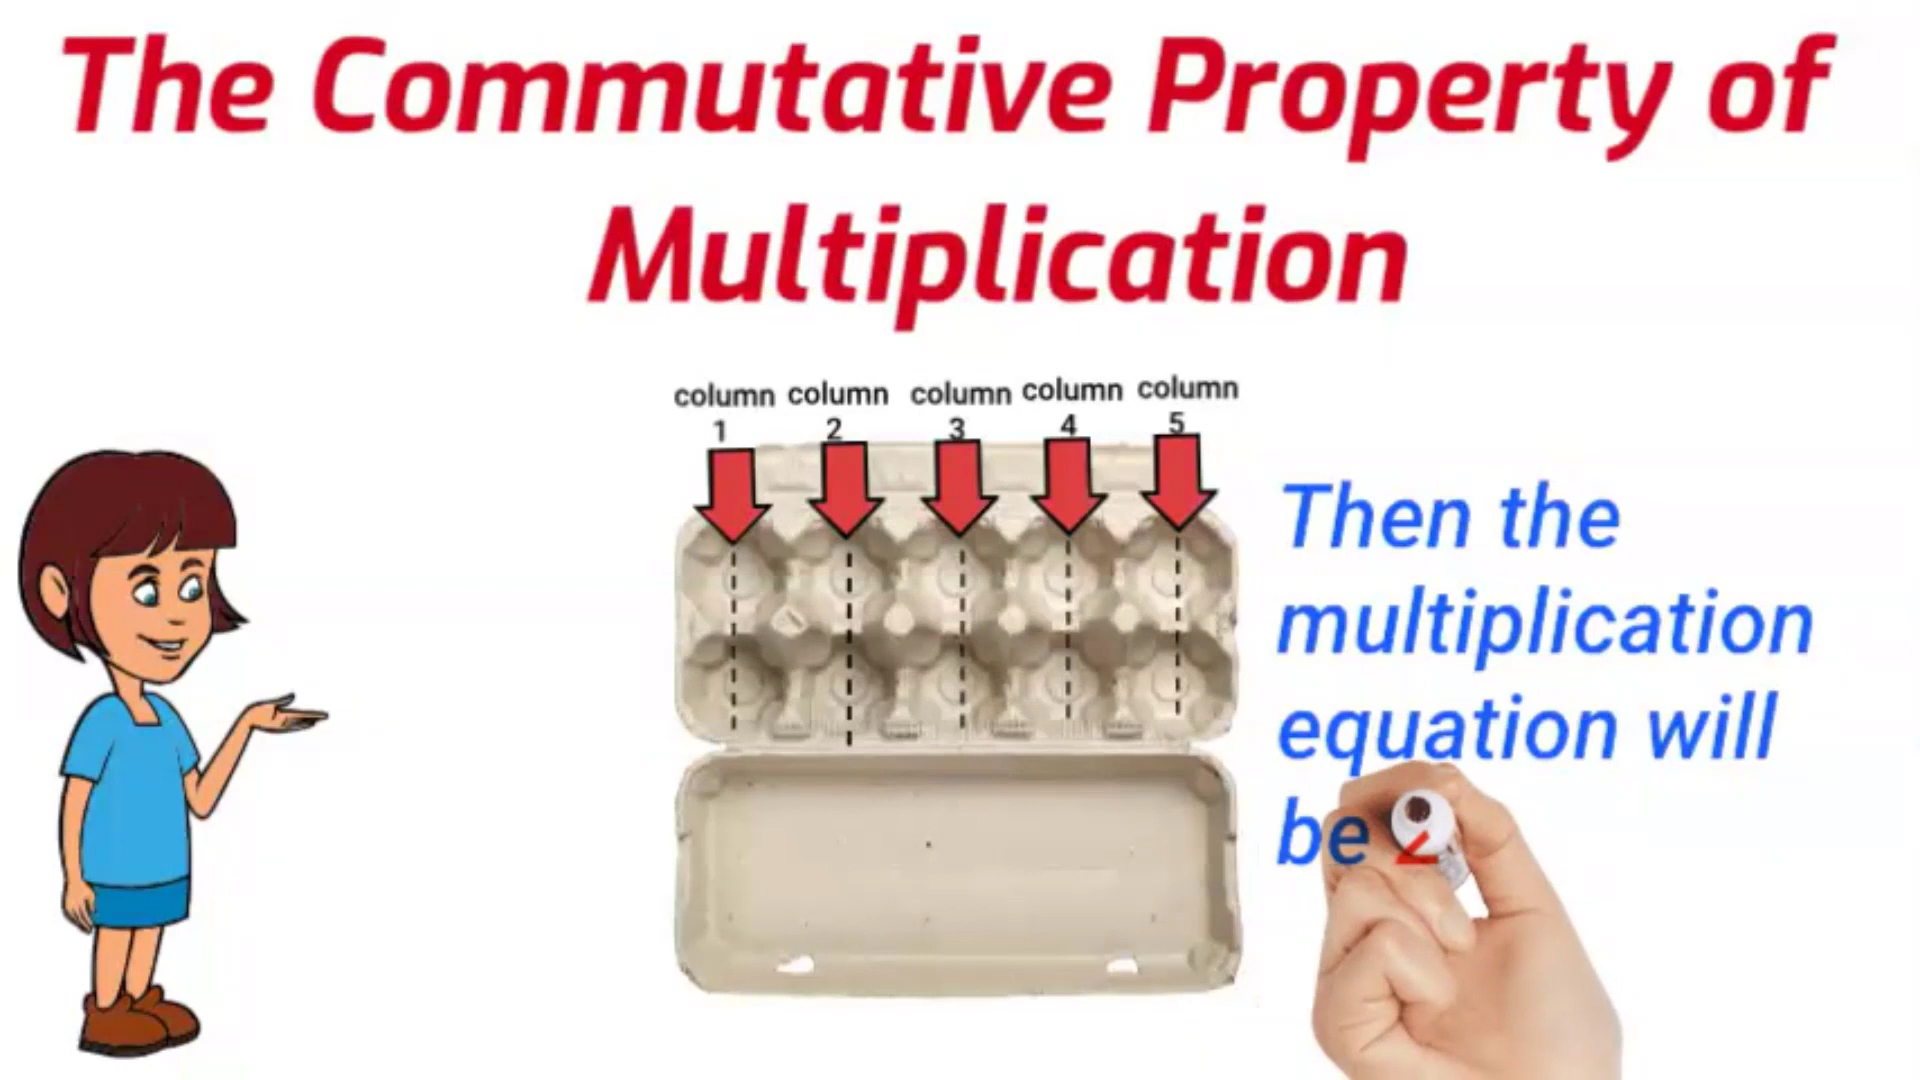 The Commutative Property of
Multiplication
column column column column column
1 2 3 4 5
Then the
multiplication
equation will
be